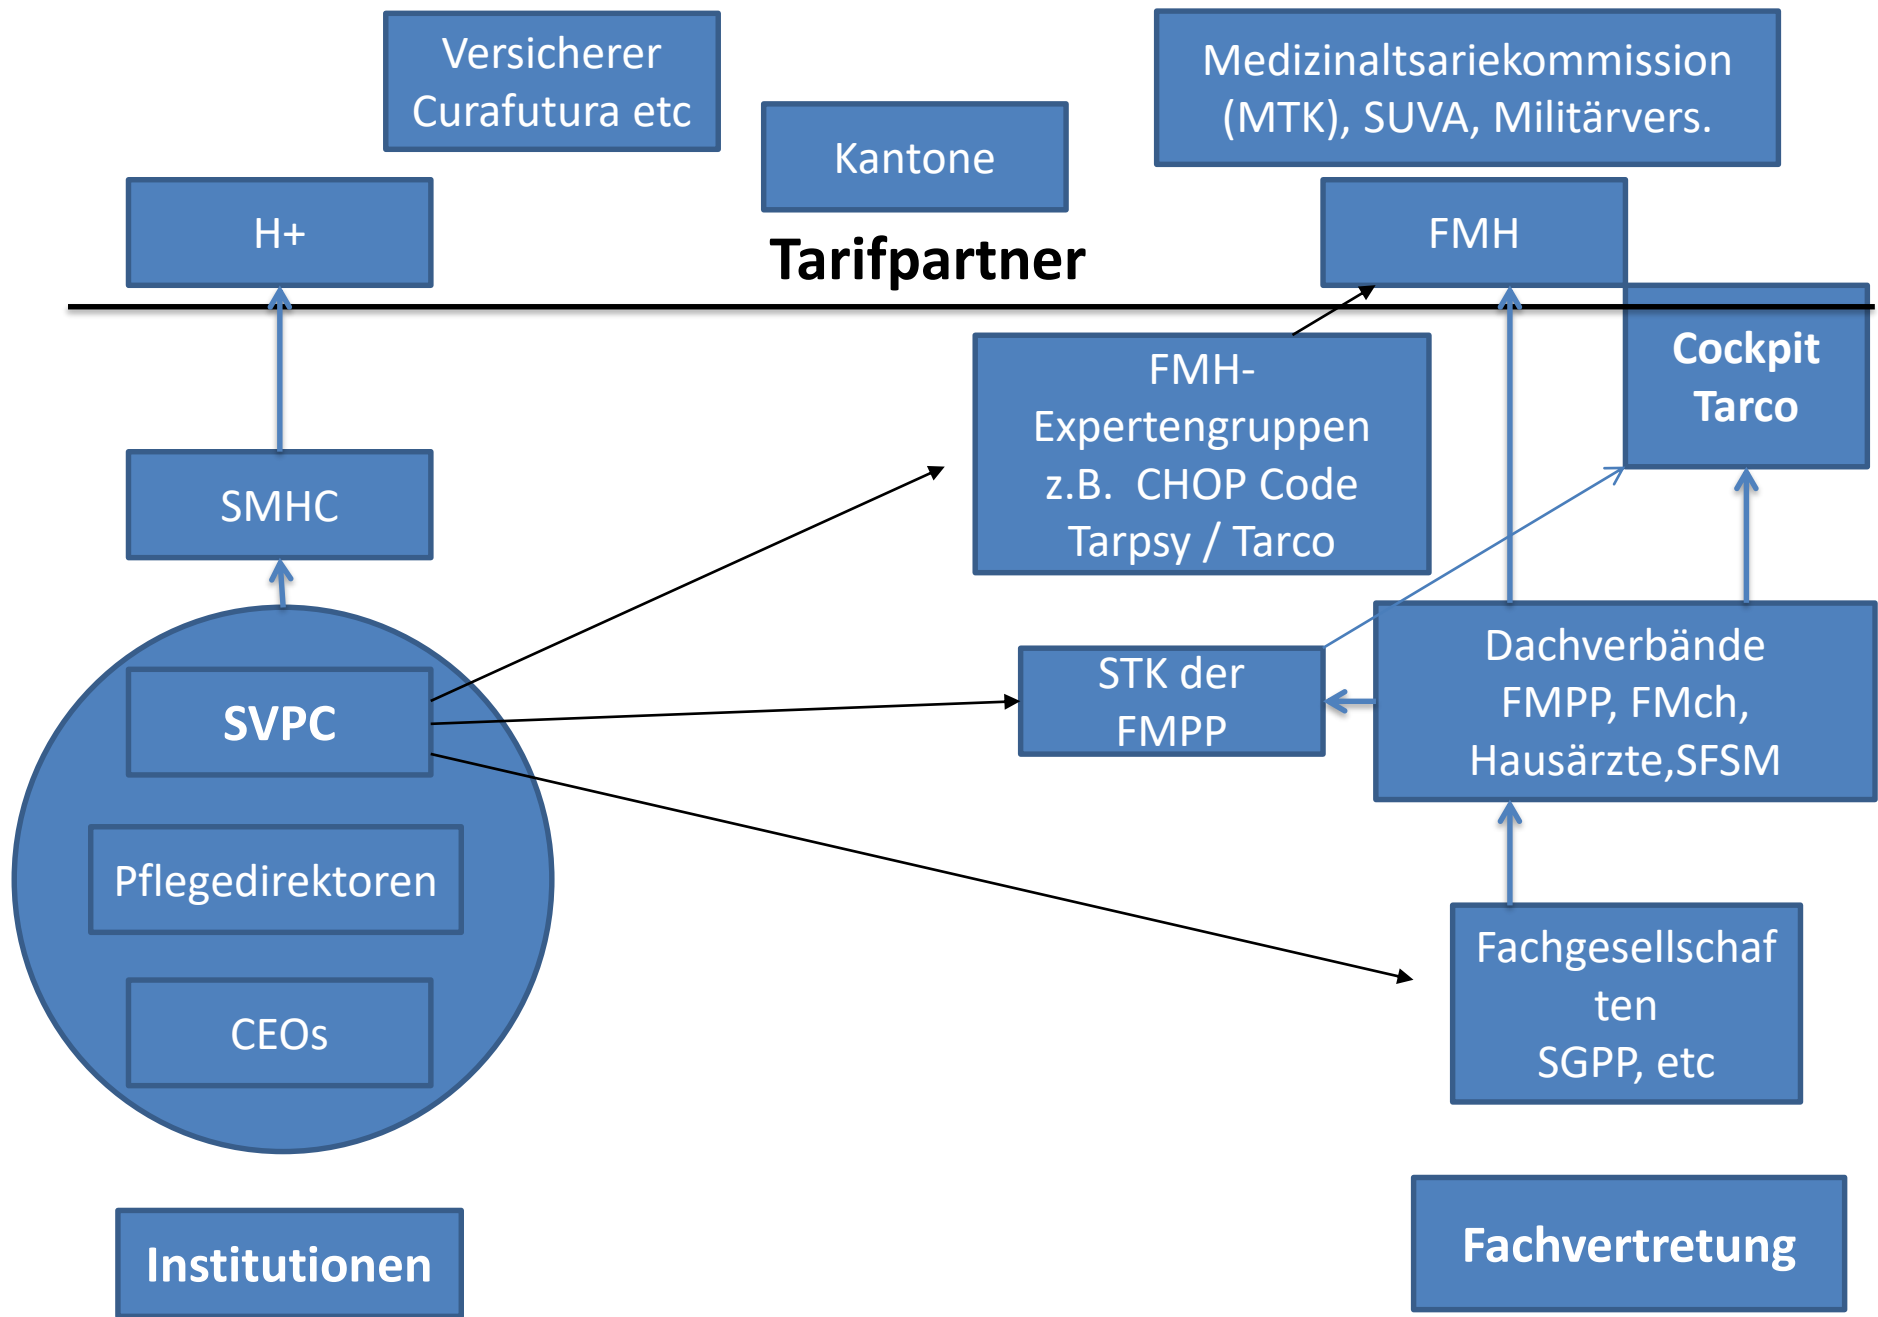 Versicherer
Curafutura etc
Medizinaltsariekommission
(MTK), SUVA, Militärvers.
Kantone
H+
FMH
Tarifpartner
Cockpit
Tarco
FMH-
Expertengruppen
z.B.  CHOP Code
Tarpsy / Tarco
SMHC
SVPC
STK der
FMPP
Dachverbände
FMPP, FMch,
Hausärzte,SFSM
Pflegedirektoren
CEOs
Fachgesellschaf
ten
SGPP, etc
Institutionen
Fachvertretung